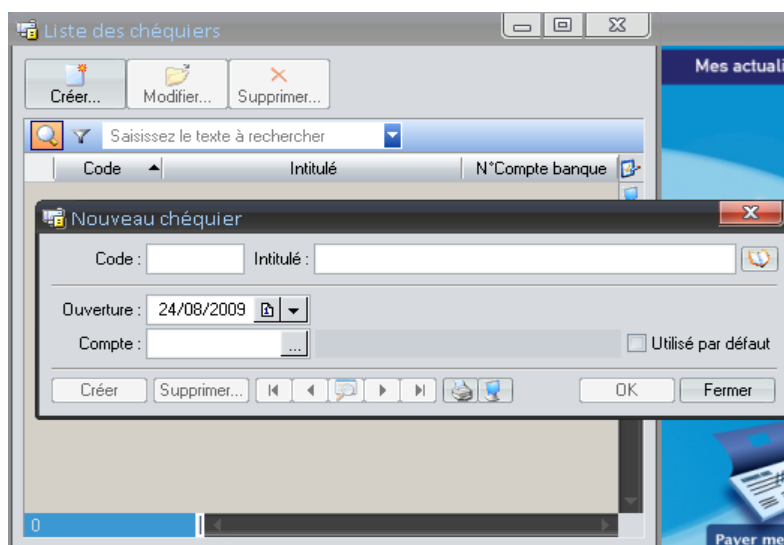 Liste des chéquiers
Mes actuali
Créer... Modifier... Supprimer...
Saisissez le texte à rechercher
Code Intitulé N°Compte banque
Nouveau chéquier
Code : Intitulé :
Ouverture : 24/08/2009
Compte : ... Utilisé par défaut
Créer Supprimer... OK Fermer
0
Payer me